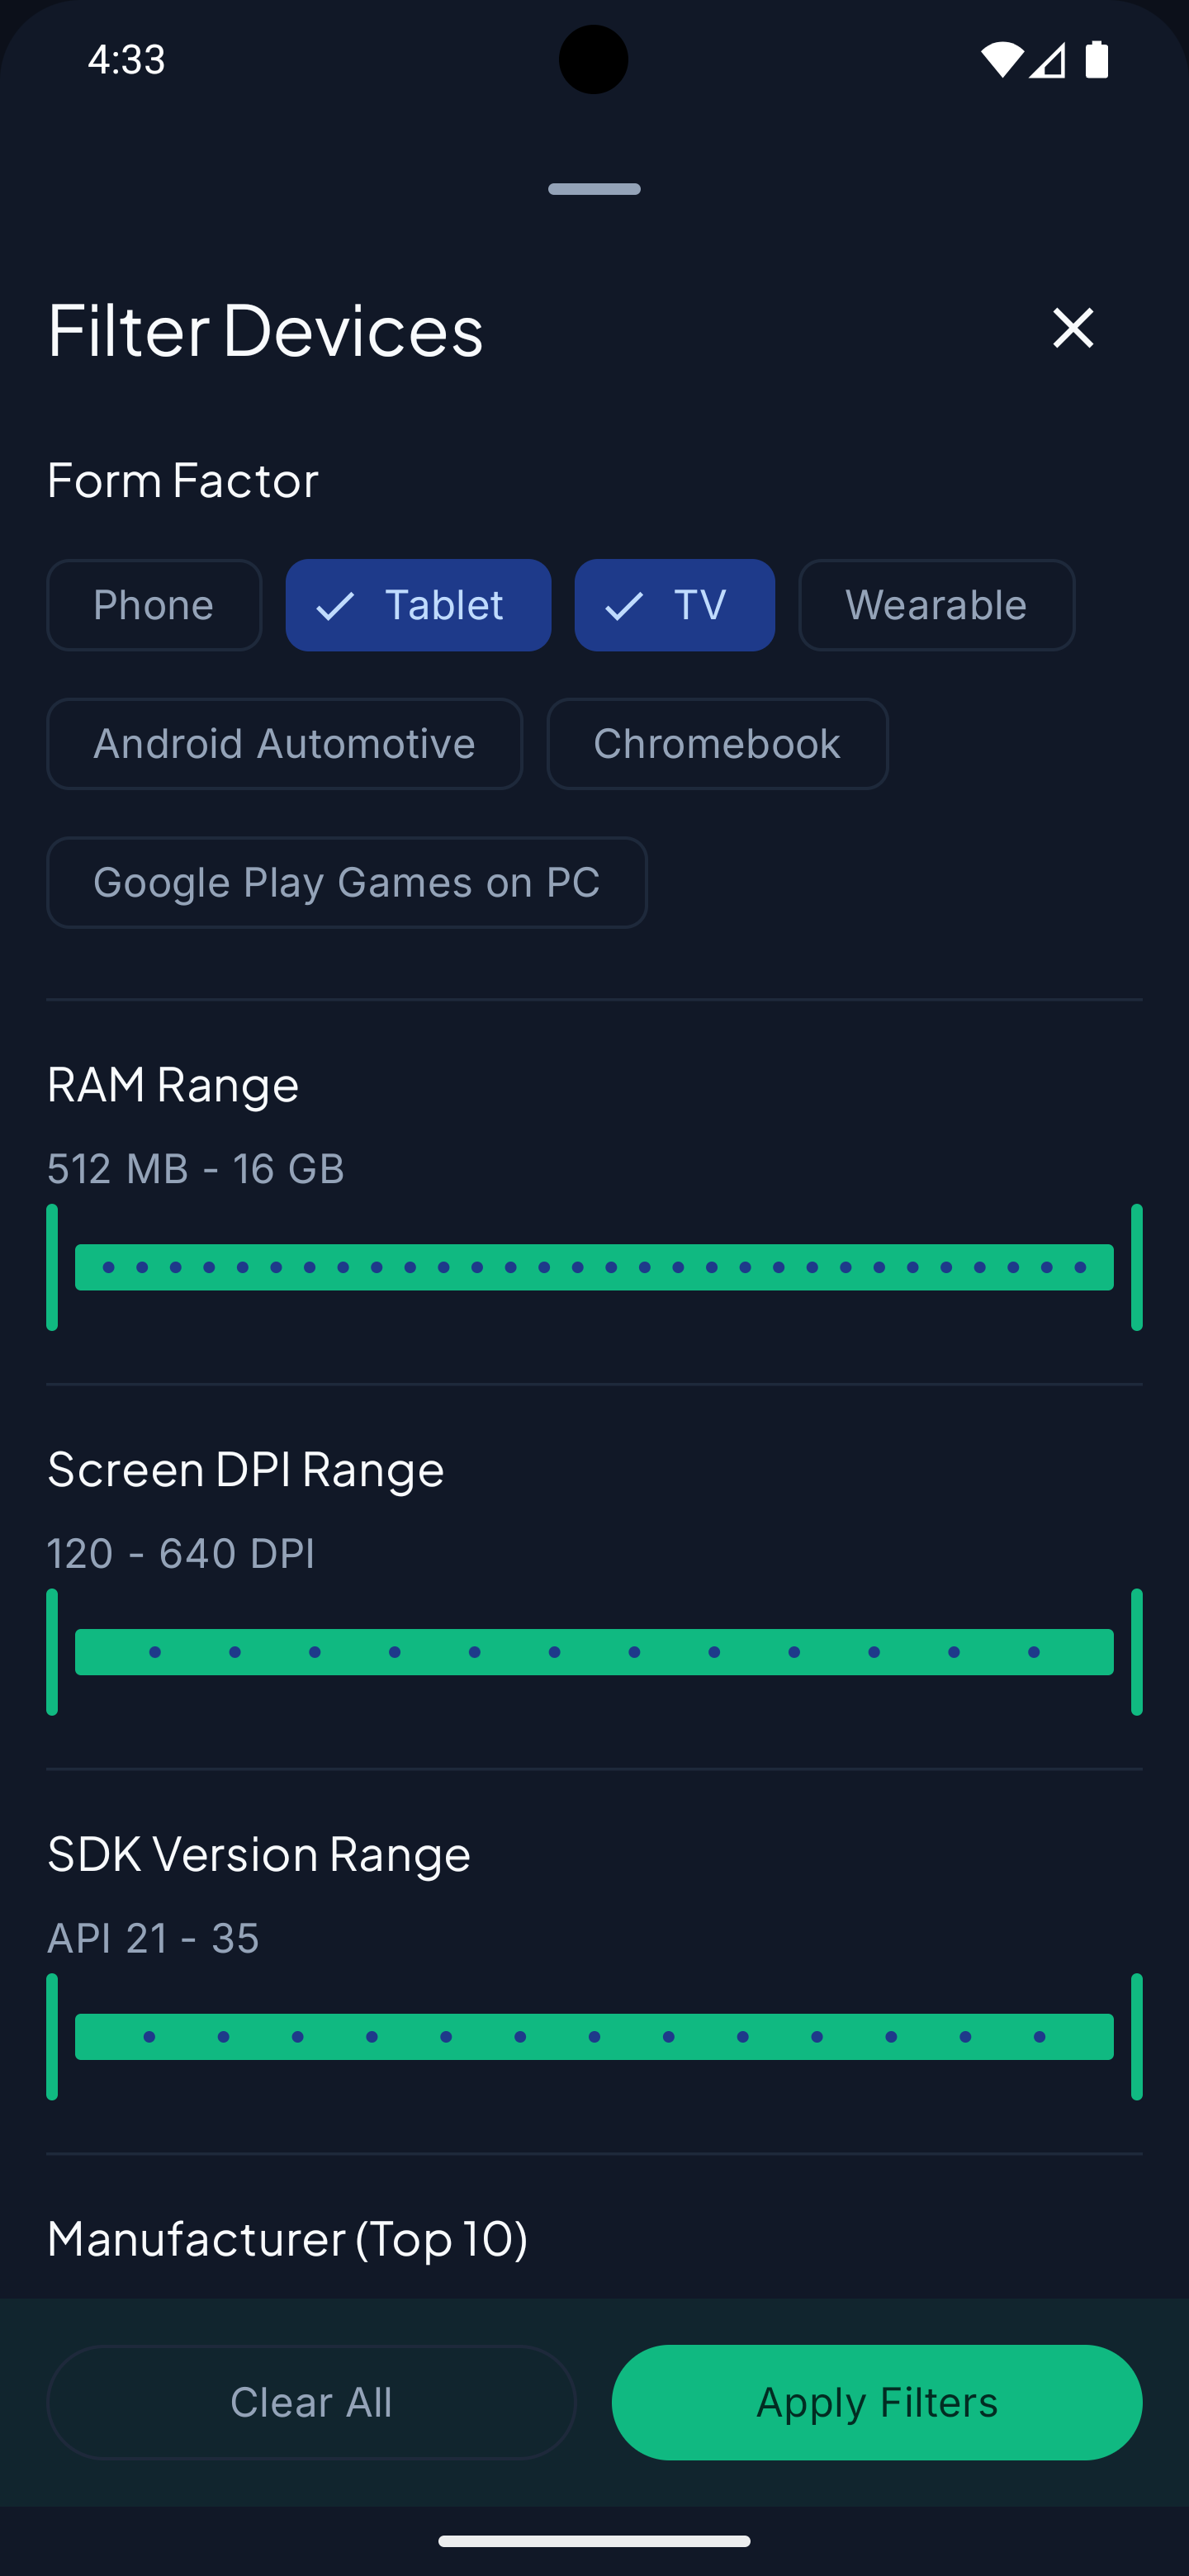 4:33
Filter Devices
Form Factor
Phone Tablet TV Wearable
Android Automotive Chromebook
Google Play Games on PC
RAM Range
512 MB - 16 GB
Screen DPI Range
120 - 640 DPI
SDK Version Range
API 21 - 35
Manufacturer (Top 10)
Clear All Apply Filters